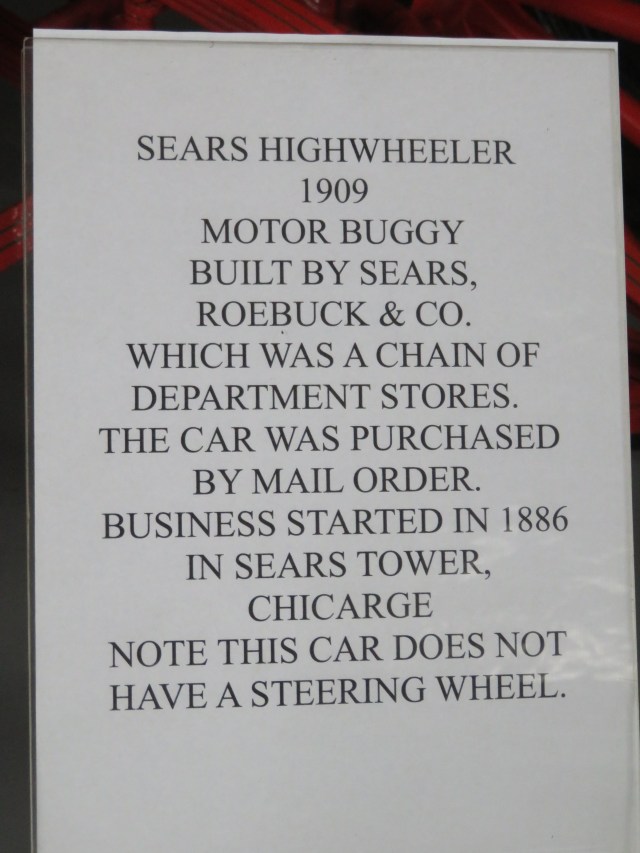 SEARS HIGHWHEELER
1909
MOTOR BUGGY
BUILT BY SEARS,
ROEBUCK & CO.
WHICH WAS A CHAIN OF
DEPARTMENT STORES.
THE CAR WAS PURCHASED
BY MAIL ORDER.
BUSINESS STARTED IN 1886
IN SEARS TOWER,
CHICARGE
NOTE THIS CAR DOES NOT
HAVE A STEERING WHEEL.